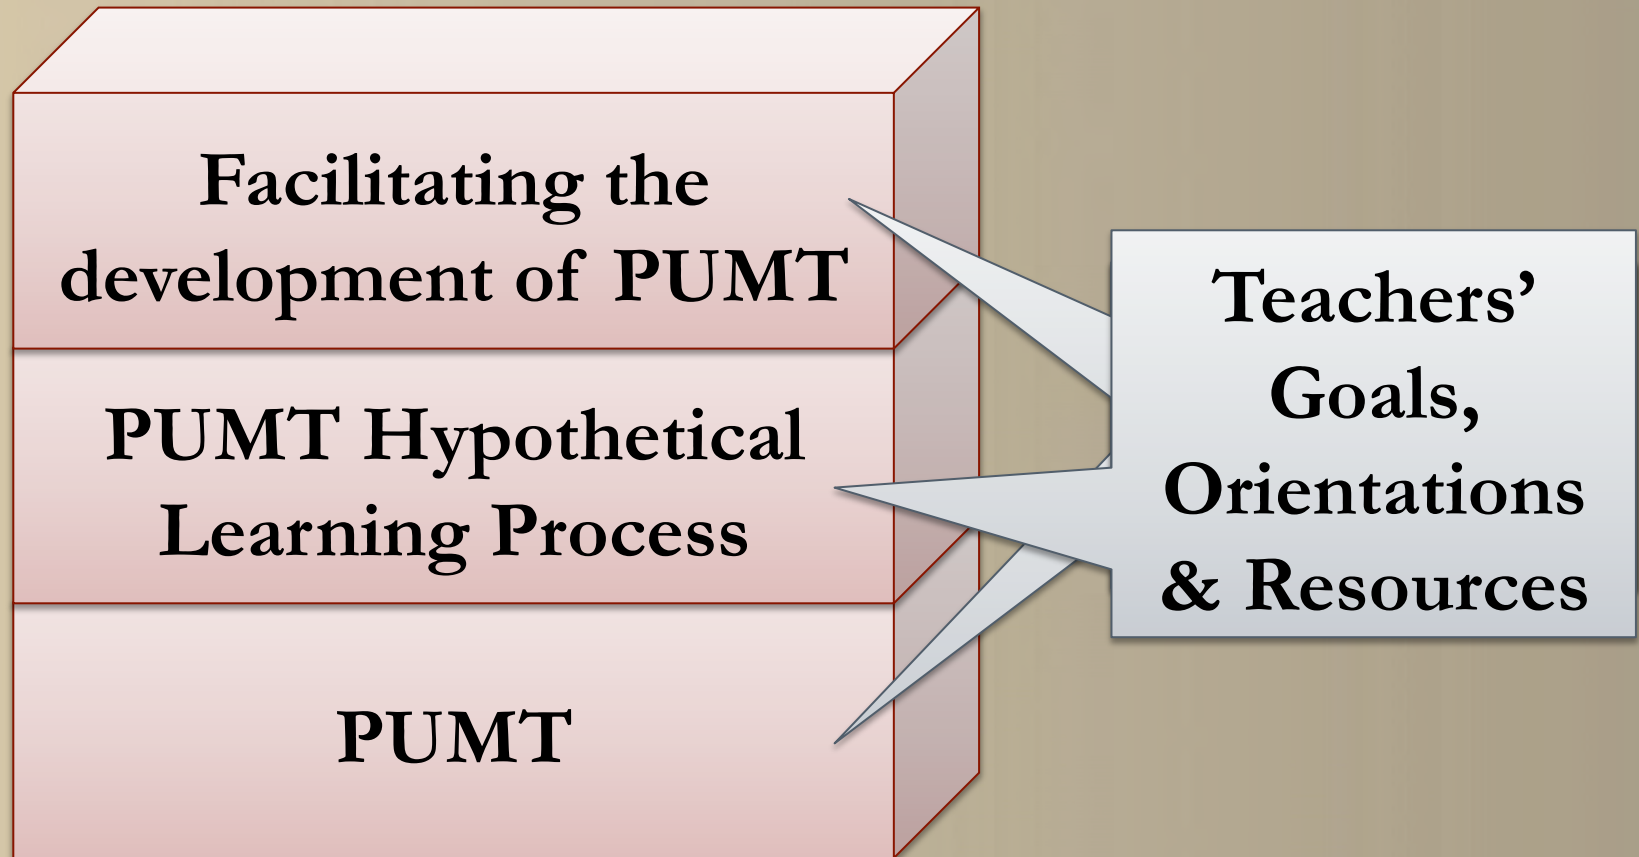 Facilitating the
development of PUMT
PUMT Hypothetical
Learning Process
PUMT
Teachers’
Goals,
Orientations
& Resources